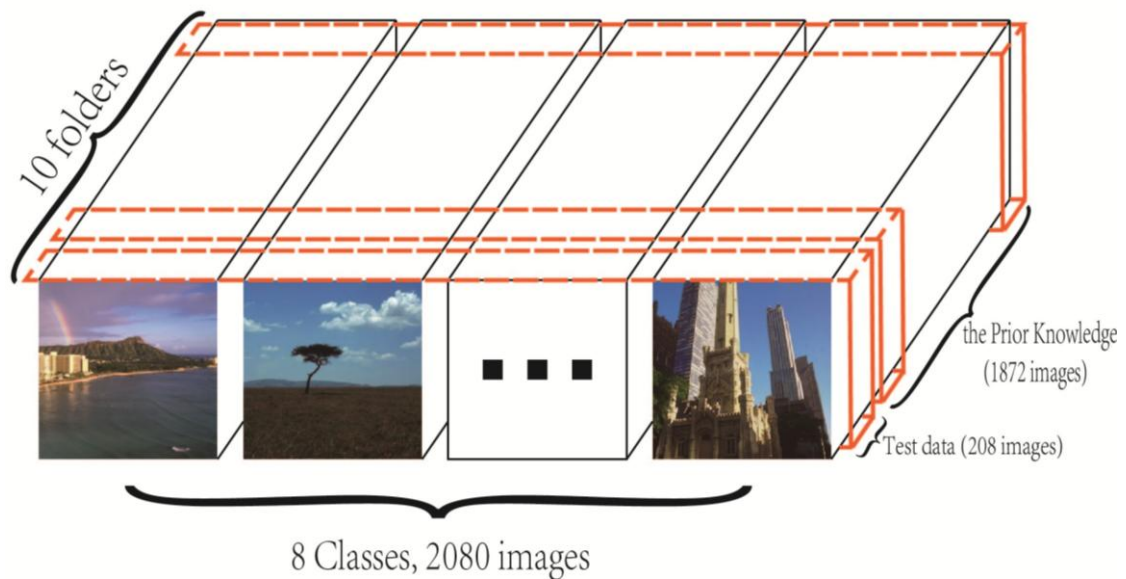 10 folders
the Prior Knowledge
(1872 images)
Test data (208 images)
8 Classes, 2080 images